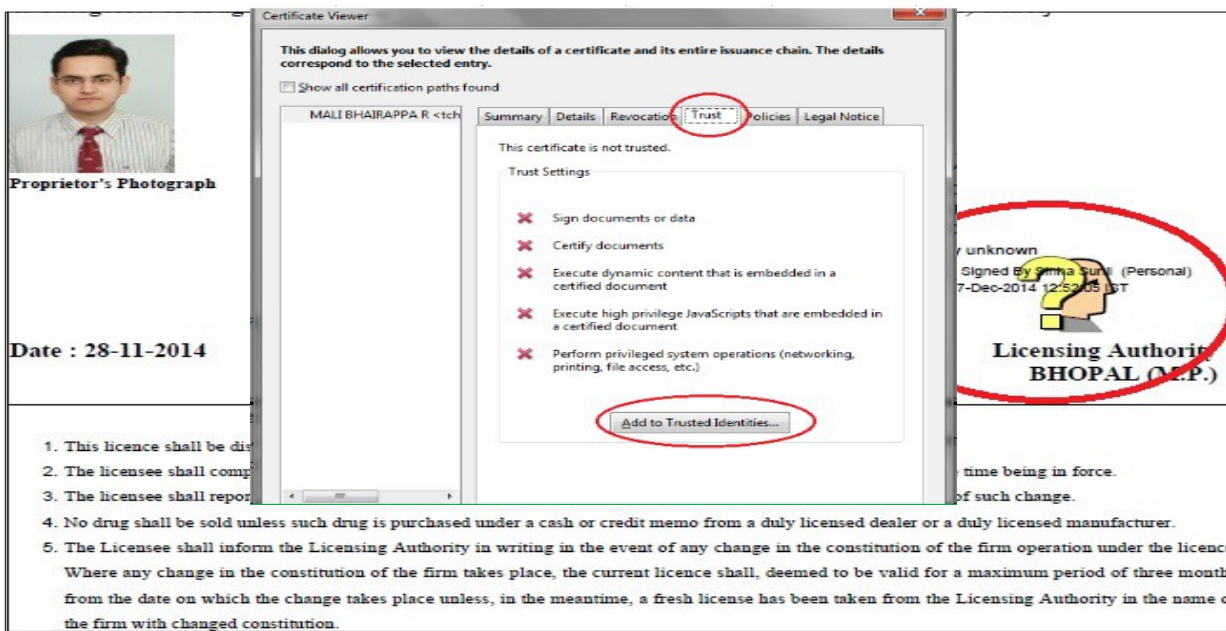 Certificate Viewer
This dialog allows you to view the details of a certificate and its entire issuance chain. The details
correspond to the selected entry.
Show all certification paths found
MALI BHAIRAPPA R <tch
Summary Details Revocation Trust Policies Legal Notice
This certificate is not trusted.
Trust Settings
Sign documents or data
Certify documents
Execute dynamic content that is embedded in a
certified document
Execute high privilege JavaScripts that are embedded in
a certified document
Perform privileged system operations (networking,
printing, file access, etc.)
Add to Trusted Identities...
Proprietor's Photograph
Date : 28-11-2014
y unknown
Signed By Sinha Sunil (Personal)
7-Dec-2014 12:52:05 IST
Licensing Authority
BHOPAL (M.P.)
1. This licence shall be dis
2. The licensee shall comp time being in force.
3. The licensee shall repor of such change.
4. No drug shall be sold unless such drug is purchased under a cash or credit memo from a duly licensed dealer or a duly licensed manufacturer.
5. The Licensee shall inform the Licensing Authority in writing in the event of any change in the constitution of the firm operation under the licence
Where any change in the constitution of the firm takes place, the current licence shall, deemed to be valid for a maximum period of three month
from the date on which the change takes place unless, in the meantime, a fresh license has been taken from the Licensing Authority in the name o
the firm with changed constitution.